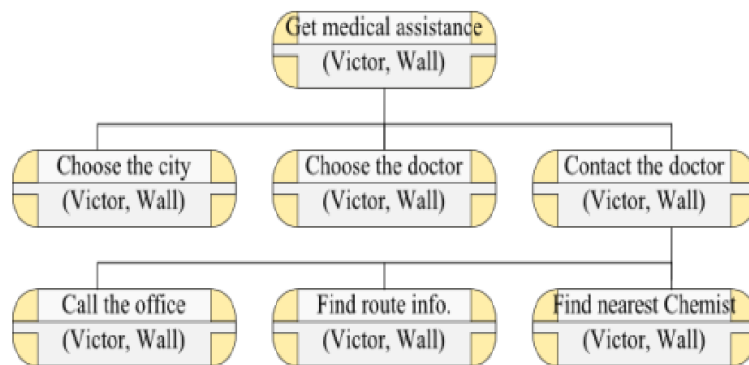 Get medical assistance
(Victor, Wall)
Choose the city
(Victor, Wall)
Choose the doctor
(Victor, Wall)
Contact the doctor
(Victor, Wall)
Call the office
(Victor, Wall)
Find route info.
(Victor, Wall)
Find nearest Chemist
(Victor, Wall)